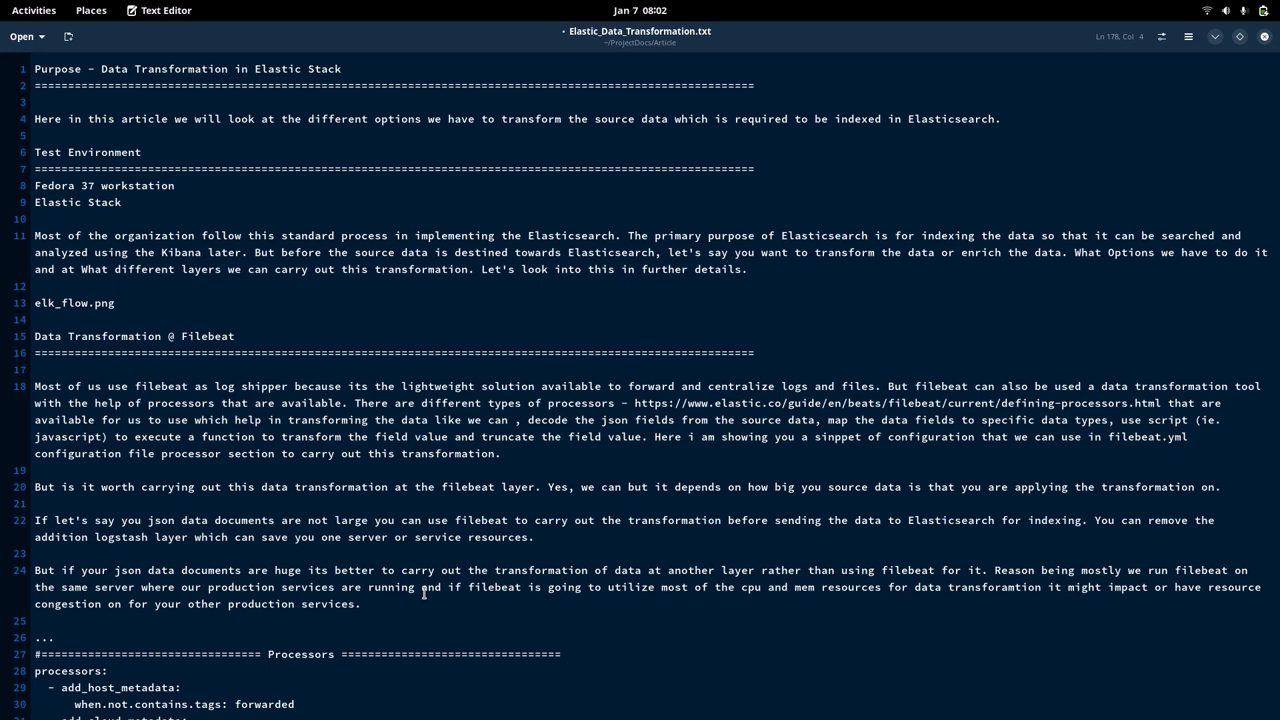 Activities Places Text Editor Jan 7 08:02
Open • Elastic_Data_Transformation.txt Ln 178, Col 4
~/ProjectDocs/Article
1 Purpose - Data Transformation in Elastic Stack
2 ============================================================================================================
3
4 Here in this article we will look at the different options we have to transform the source data which is required to be indexed in Elasticsearch.
5
6 Test Environment
7 ============================================================================================================
8 Fedora 37 workstation
9 Elastic Stack
10
11 Most of the organization follow this standard process in implementing the Elasticsearch. The primary purpose of Elasticsearch is for indexing the data so that it can be searched and
analyzed using the Kibana later. But before the source data is destined towards Elasticsearch, let's say you want to transform the data or enrich the data. What Options we have to do it
and at What different layers we can carry out this transformation. Let's look into this in further details.
12
13 elk_flow.png
14
15 Data Transformation @ Filebeat
16 ============================================================================================================
17
18 Most of us use filebeat as log shipper because its the lightweight solution available to forward and centralize logs and files. But filebeat can also be used a data transformation tool
with the help of processors that are available. There are different types of processors - https://www.elastic.co/guide/en/beats/filebeat/current/defining-processors.html that are
available for us to use which help in transforming the data like we can , decode the json fields from the source data, map the data fields to specific data types, use script (ie.
javascript) to execute a function to transform the field value and truncate the field value. Here i am showing you a sinppet of configuration that we can use in filebeat.yml
configuration file processor section to carry out this transformation.
19
20 But is it worth carrying out this data transformation at the filebeat layer. Yes, we can but it depends on how big you source data is that you are applying the transformation on.
21
22 If let's say you json data documents are not large you can use filebeat to carry out the transformation before sending the data to Elasticsearch for indexing. You can remove the
addition logstash layer which can save you one server or service resources.
23
24 But if your json data documents are huge its better to carry out the transformation of data at another layer rather than using filebeat for it. Reason being mostly we run filebeat on
the same server where our production services are running and if filebeat is going to utilize most of the cpu and mem resources for data transforamtion it might impact or have resource
congestion on for your other production services.
25
26 ...
27 #================================= Processors =================================
28 processors:
29 - add_host_metadata:
30 when.not.contains.tags: forwarded
31 - add_cloud_metadata: